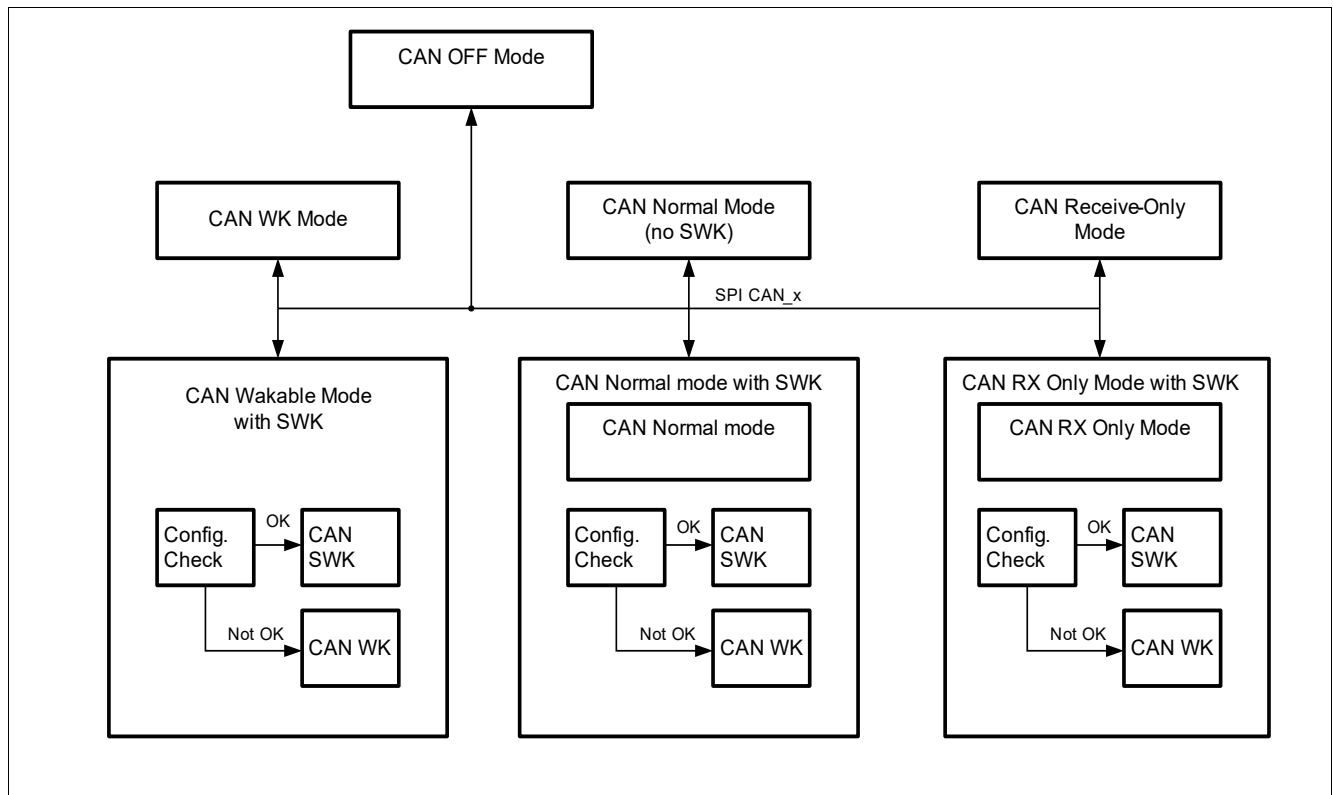 CAN OFF Mode
CAN WK Mode
CAN Normal Mode
(no SWK)
CAN Receive-Only
Mode
SPI CAN_x
CAN Wakable Mode
with SWK
Config.
Check
OK
CAN
SWK
Not OK
CAN WK
CAN Normal mode with SWK
CAN Normal mode
Config.
Check
OK
CAN
SWK
Not OK
CAN WK
CAN RX Only Mode with SWK
CAN RX Only Mode
Config.
Check
OK
CAN
SWK
Not OK
CAN WK